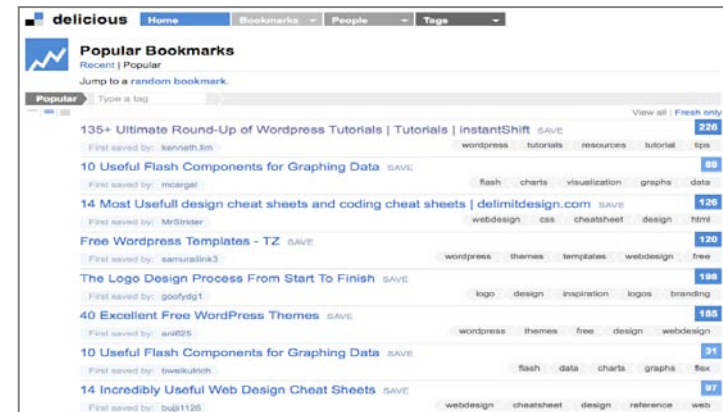 delicious Home Bookmarks People Tags
Popular Bookmarks
Recent | Popular
Jump to a random bookmark.
Popular Type a tag
View all | Fresh only
135+ Ultimate Round-Up of Wordpress Tutorials | Tutorials | instantShift SAVE 226
First saved by: kenneth.lim wordpress tutorials resources tutorial tips
10 Useful Flash Components for Graphing Data SAVE 88
First saved by: mcargal flash charts visualization graphs data
14 Most Usefull design cheat sheets and coding cheat sheets | delimitdesign.com SAVE 126
First saved by: MrStrider webdesign css cheatsheet design html
Free Wordpress Templates - TZ SAVE 120
First saved by: samuraiink3 wordpress themes templates webdesign free
The Logo Design Process From Start To Finish SAVE 198
First saved by: goofydg1 logo design inspiration logos branding
40 Excellent Free WordPress Themes SAVE 185
First saved by: ani625 wordpress themes free design webdesign
10 Useful Flash Components for Graphing Data SAVE 31
First saved by: bweikulrich flash data charts graphs flex
14 Incredibly Useful Web Design Cheat Sheets SAVE 97
First saved by: bujji1126 webdesign cheatsheet design reference web